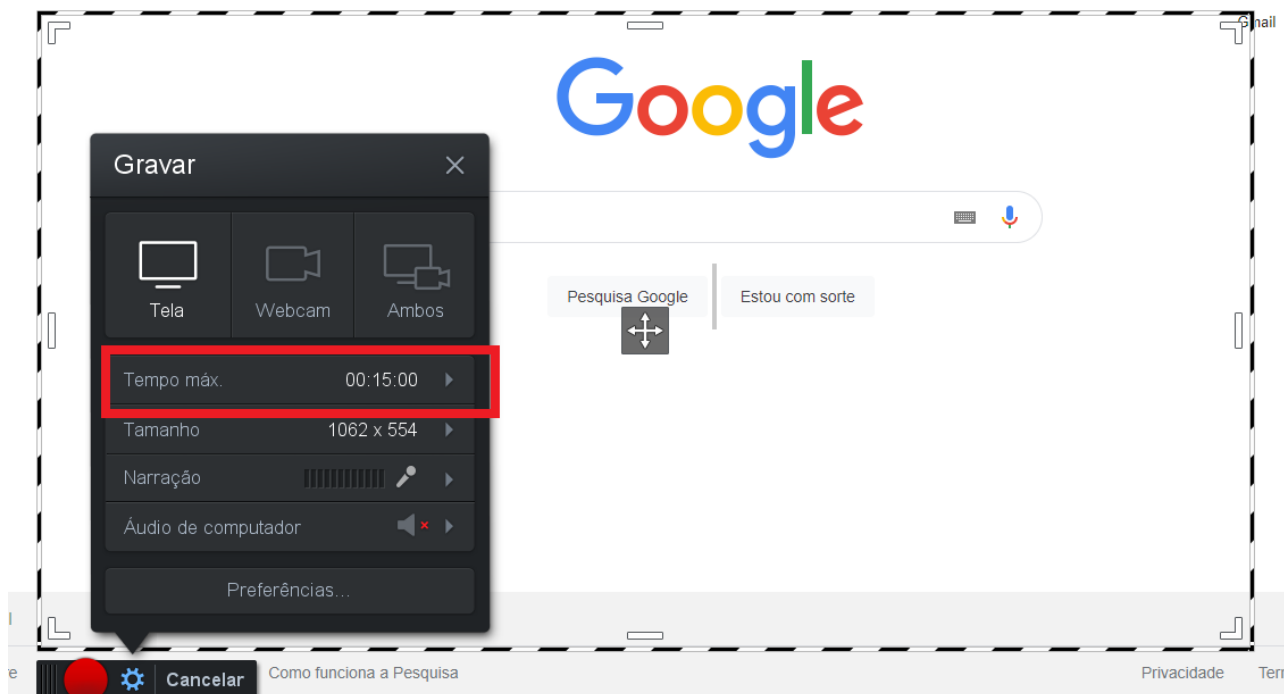 Gmail
Google
Gravar
Tela
Webcam
Ambos
Pesquisa Google
Estou com sorte
Tempo máx.
00:15:00
Tamanho
1062 x 554
Narração
Áudio de computador
Preferências...
Cancelar
Como funciona a Pesquisa
Privacidade